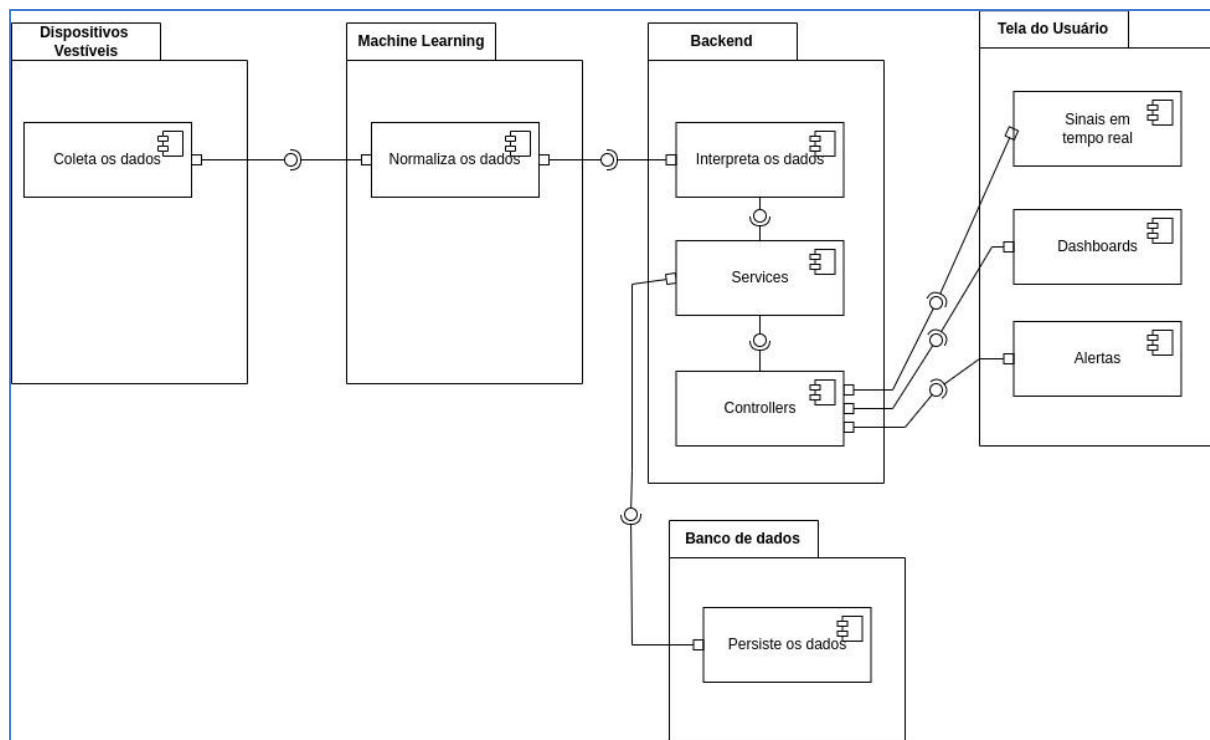 Dispositivos
Vestíveis
Coleta os dados
Machine Learning
Normaliza os dados
Backend
Interpreta os dados
Services
Controllers
Tela do Usuário
Sinais em
tempo real
Dashboards
Alertas
Banco de dados
Persiste os dados